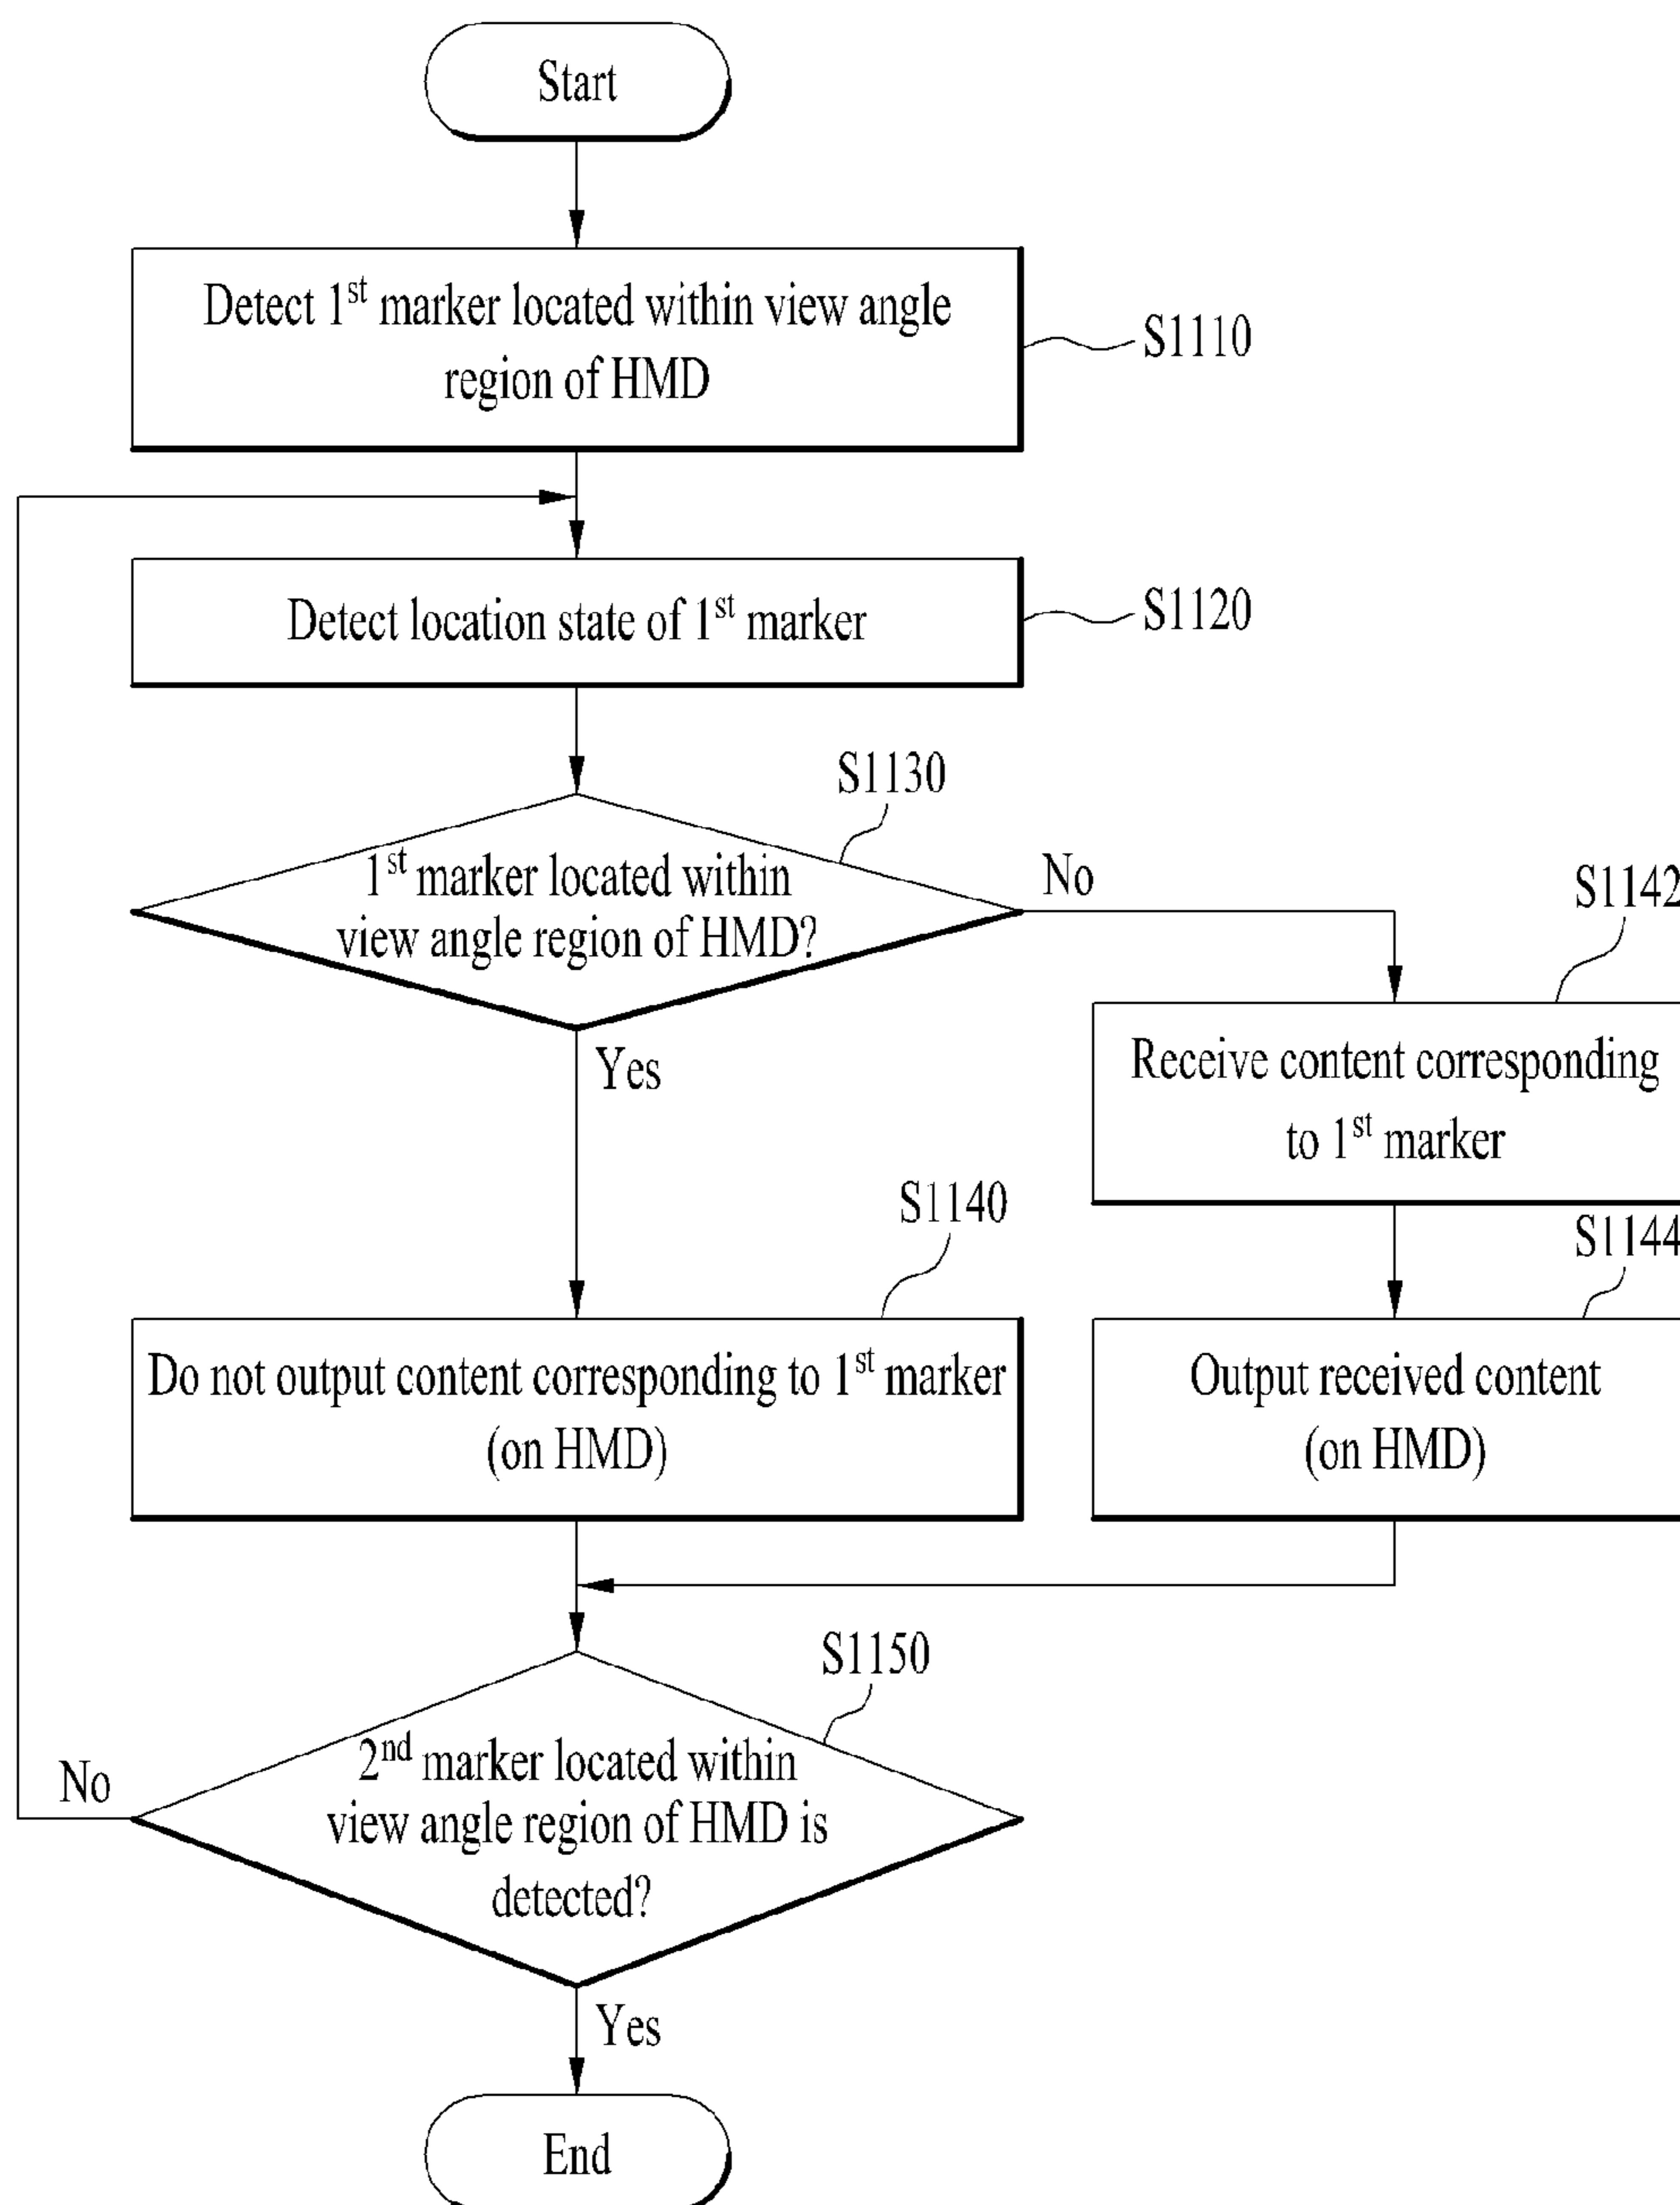 Start
Detect 1st marker located within view angle
region of HMD
S1110
Detect location state of 1st marker
S1120
S1130
1st marker located within
view angle region of HMD?
No
Yes
S1142
Receive content corresponding
to 1st marker
S1140
Do not output content corresponding to 1st marker
(on HMD)
S1144
Output received content
(on HMD)
S1150
2nd marker located within
view angle region of HMD is
detected?
No
Yes
End